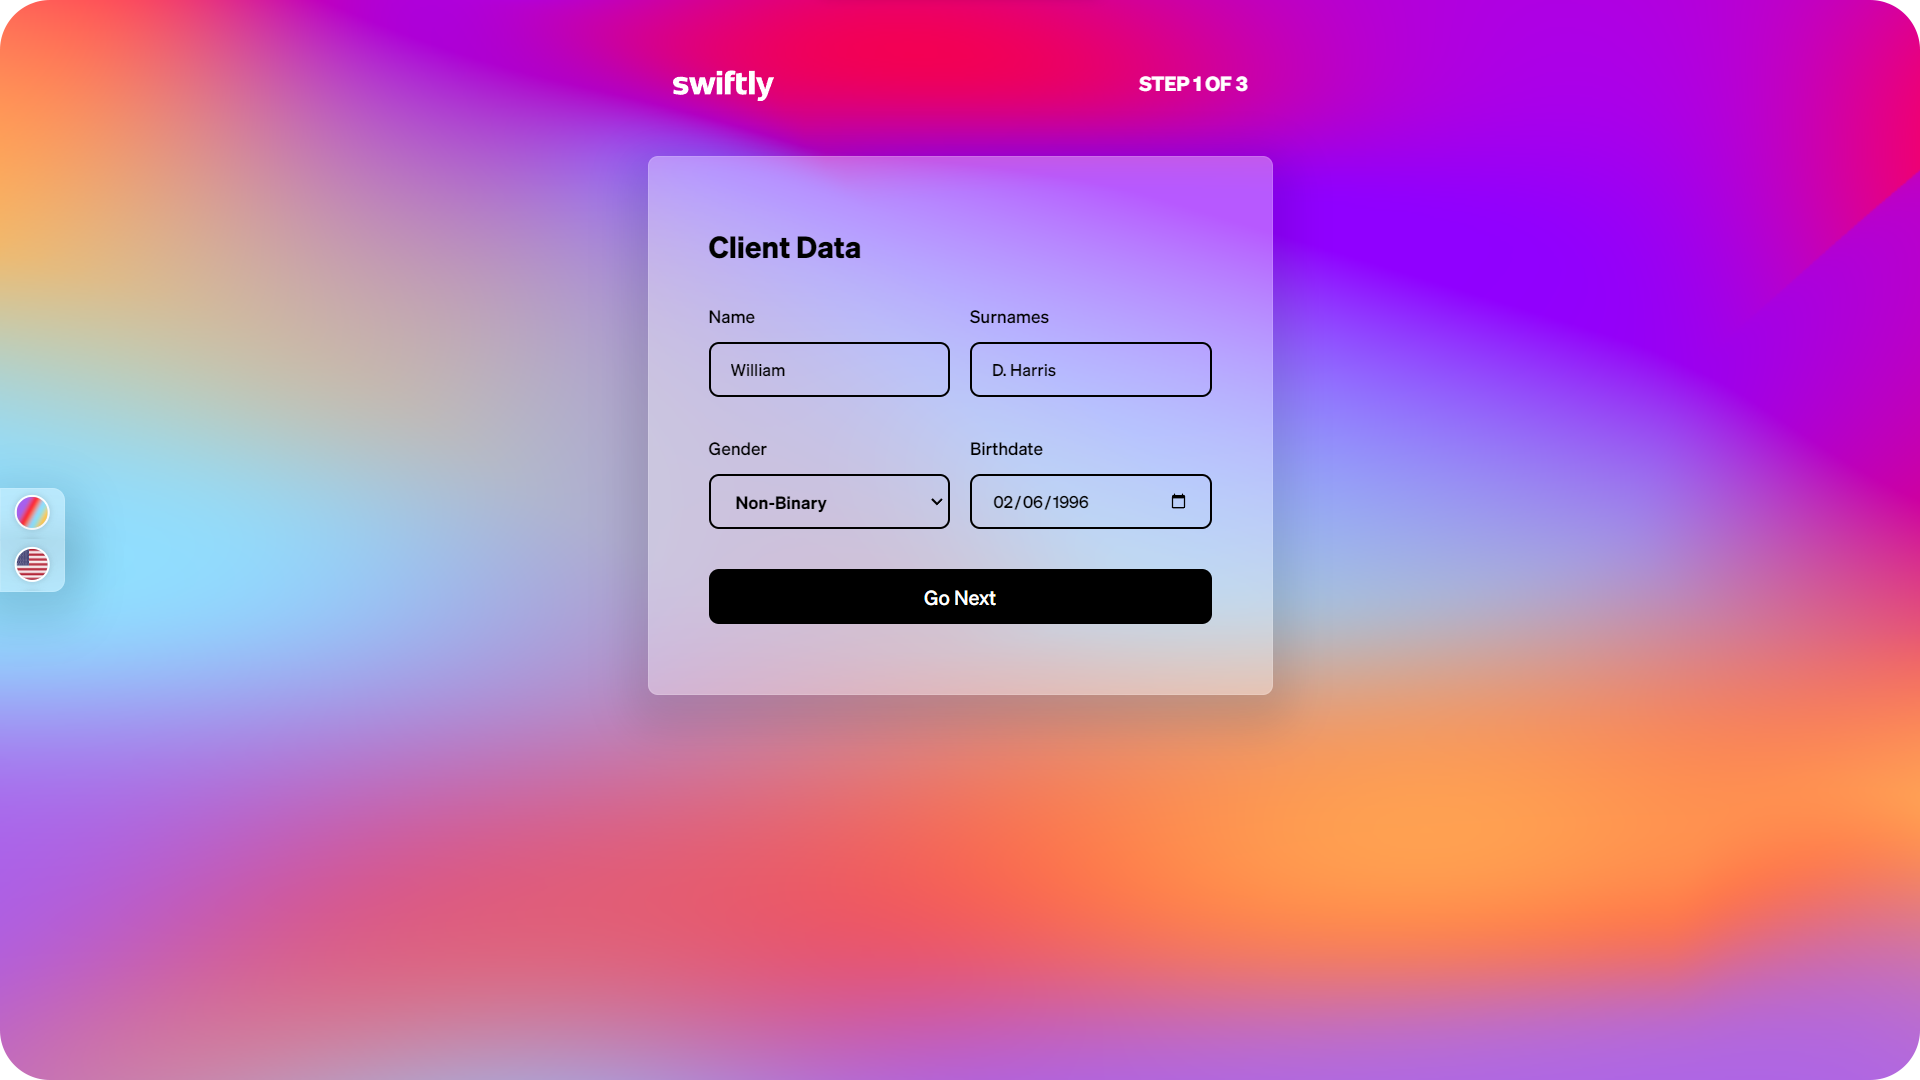 swiftly
STEP 1 OF 3
Client Data
Name
Surnames
William
D. Harris
Gender
Birthdate
Non-Binary
02/06/1996
Go Next